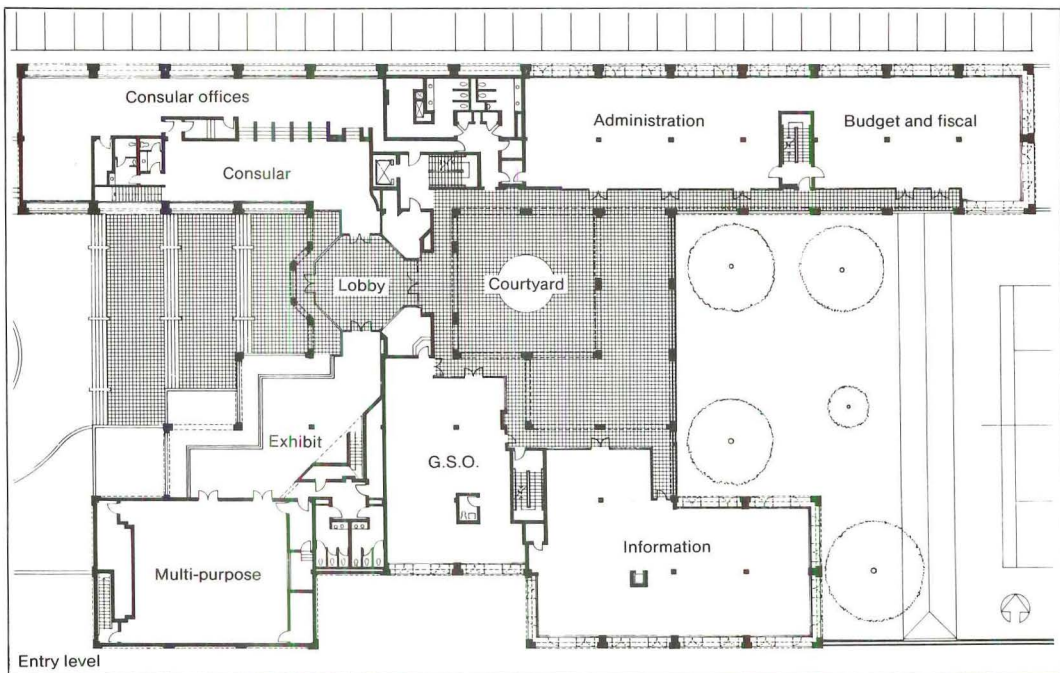 Consular offices
Administration
Budget and fiscal
Consular
Lobby
Courtyard
Exhibit
G.S.O.
Information
Multi-purpose
Entry level